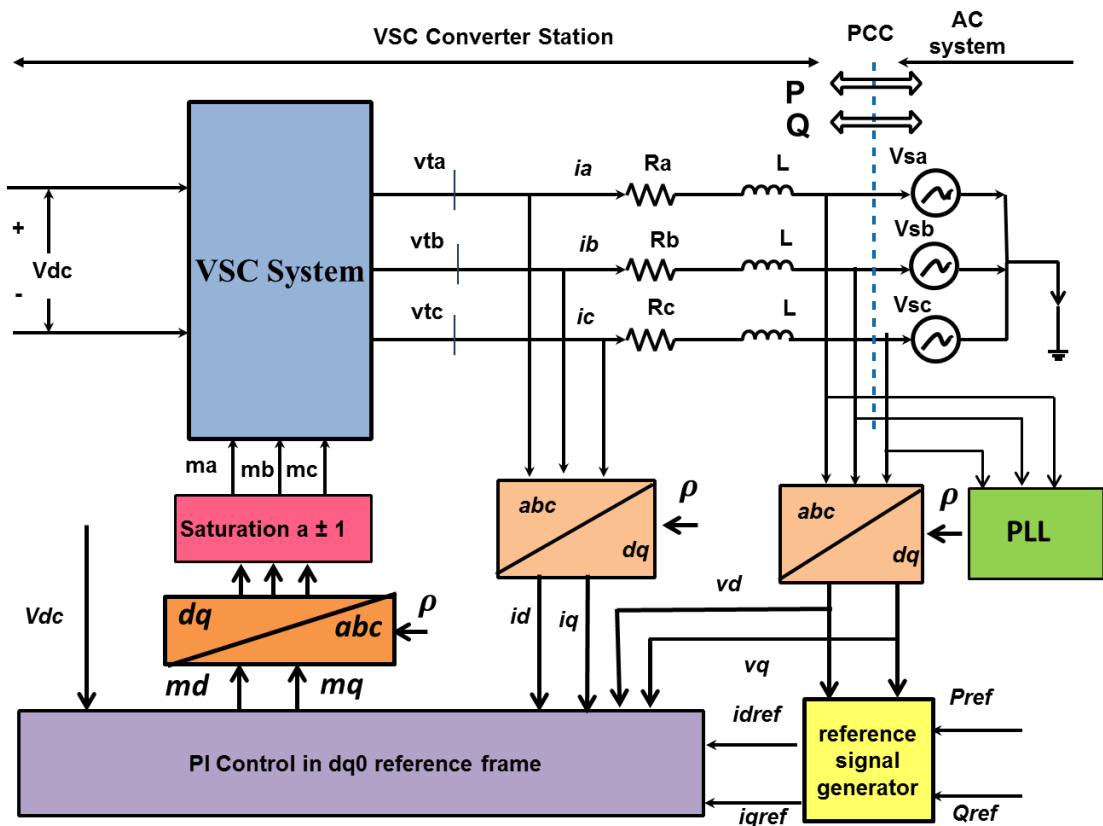 VSC Converter Station
PCC
AC
system
P
Q
vta
ia
Ra
L
Vsa
vtb
ib
Rb
L
Vsb
vtc
ic
Rc
L
Vsc
+
Vdc
-
VSC System
ma
mb
mc
Saturation a ± 1
abc
dq
ρ
abc
dq
ρ
PLL
Vdc
dq
abc
ρ
id
iq
vd
vq
md
mq
PI Control in dq0 reference frame
idref
iqref
reference
signal
generator
Pref
Qref